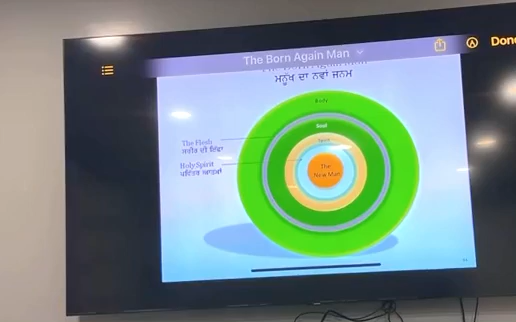 The Born Again Man
Done
ਮਨੁੱਖ ਦਾ ਨਵਾਂ ਜਨਮ
Body
Soul
Spirit
The Flesh
ਸਰੀਰ ਦੀ ਇੱਛਾ
Holy Spirit
ਪਵਿੱਤਰ ਆਤਮਾ
The
New Man